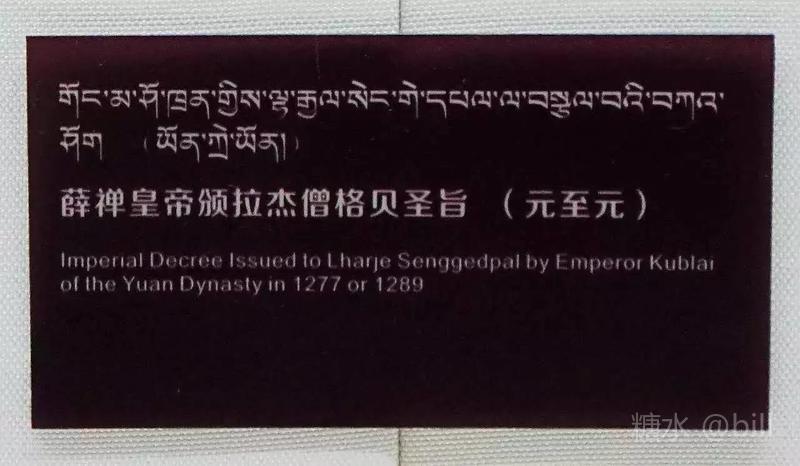 གོང་མ་ཤོ་ཁྲན་གྱིས་ལྷ་རྒྱལ་སེང་གེ་དཔལ་ལ་བསྩལ་བའི་བཀའ་
ཤོག （ཡོན་ཀྲེ་ཡོན།）
薛禅皇帝颁拉杰僧格贝圣旨 （元至元）
Imperial Decree Issued to Lharje Senggedpal by Emperor Kublai
of the Yuan Dynasty in 1277 or 1289
糖水 @bill